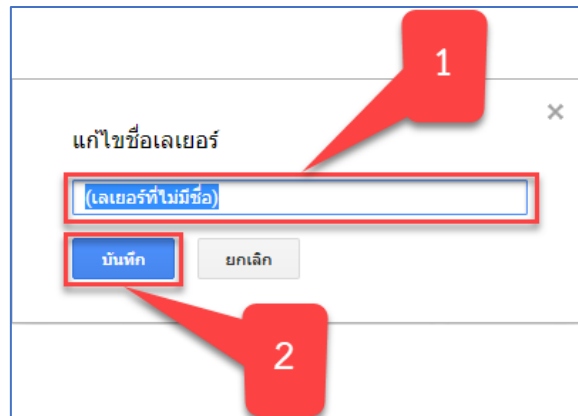 1
แก้ไขชื่อเลเยอร์
(เลเยอร์ที่ไม่มีชื่อ)
บันทึก ยกเลิก
2